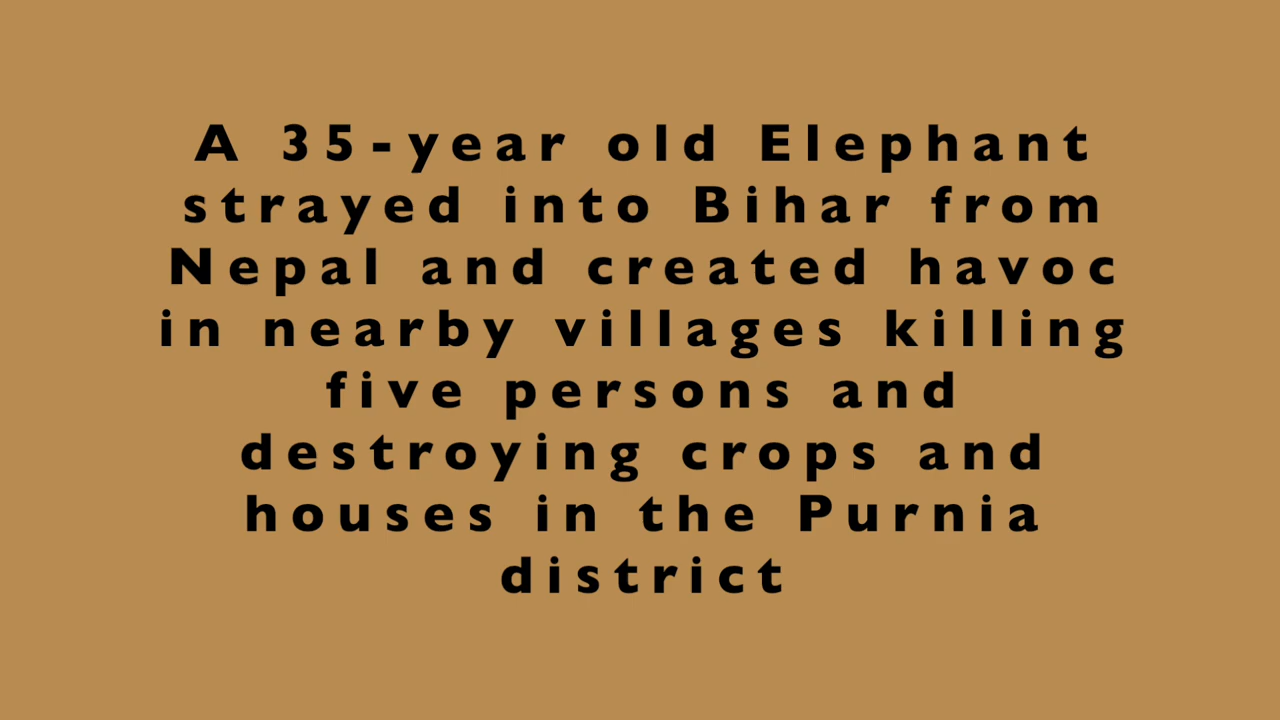 A 35-year old Elephant
strayed into Bihar from
Nepal and created havoc
in nearby villages killing
five persons and
destroying crops and
houses in the Purnia
district